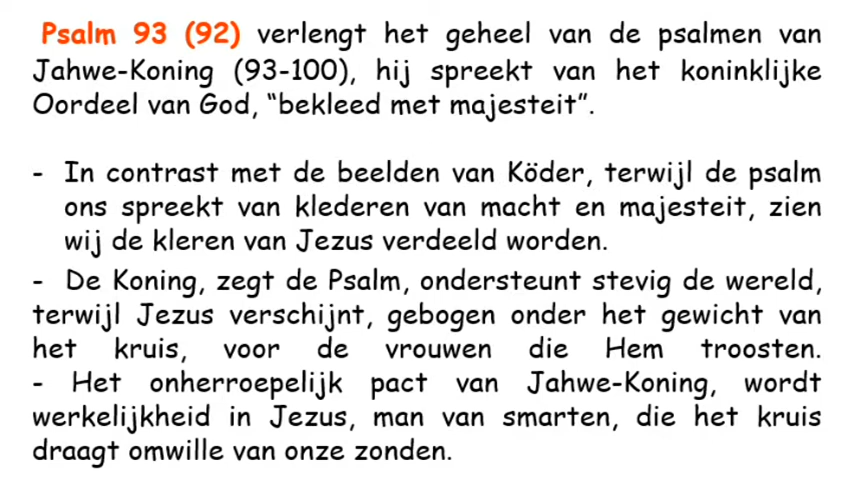 Psalm 93 (92) verlengt het geheel van de psalmen van
Jahwe-Koning (93-100), hij spreekt van het koninklijke
Oordeel van God, “bekleed met majesteit”.
- In contrast met de beelden van Köder, terwijl de psalm
ons spreekt van klederen van macht en majesteit, zien
wij de kleren van Jezus verdeeld worden.
- De Koning, zegt de Psalm, ondersteunt stevig de wereld,
terwijl Jezus verschijnt, gebogen onder het gewicht van
het kruis, voor de vrouwen die Hem troosten.
- Het onherroepelijk pact van Jahwe-Koning, wordt
werkelijkheid in Jezus, man van smarten, die het kruis
draagt omwille van onze zonden.